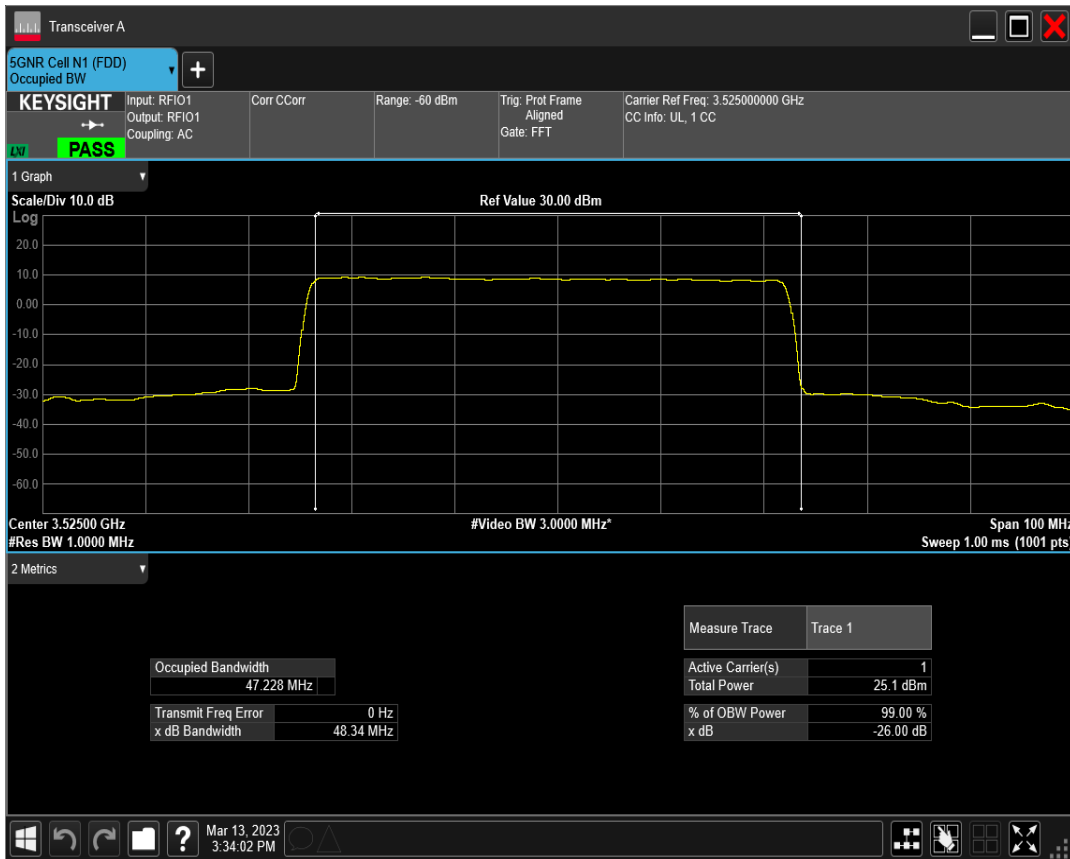 Transceiver A
5GNR Cell N1 (FDD)
Occupied BW
+
KEYSIGHT
LXI
PASS
Input: RFIO1
Output: RFIO1
Coupling: AC
Corr CCorr
Range: -60 dBm
Trig: Prot Frame
Aligned
Gate: FFT
Carrier Ref Freq: 3.525000000 GHz
CC Info: UL, 1 CC
1 Graph
Scale/Div 10.0 dB
Ref Value 30.00 dBm
Log
20.0
10.0
0.00
-10.0
-20.0
-30.0
-40.0
-50.0
-60.0
Center 3.52500 GHz
#Video BW 3.0000 MHz*
Span 100 MHz
#Res BW 1.0000 MHz
Sweep 1.00 ms (1001 pts)
2 Metrics
Measure Trace Trace 1
Occupied Bandwidth
47.228 MHz
Active Carrier(s) 1
Total Power 25.1 dBm
Transmit Freq Error 0 Hz
x dB Bandwidth 48.34 MHz
% of OBW Power 99.00 %
x dB -26.00 dB
?
Mar 13, 2023
3:34:02 PM